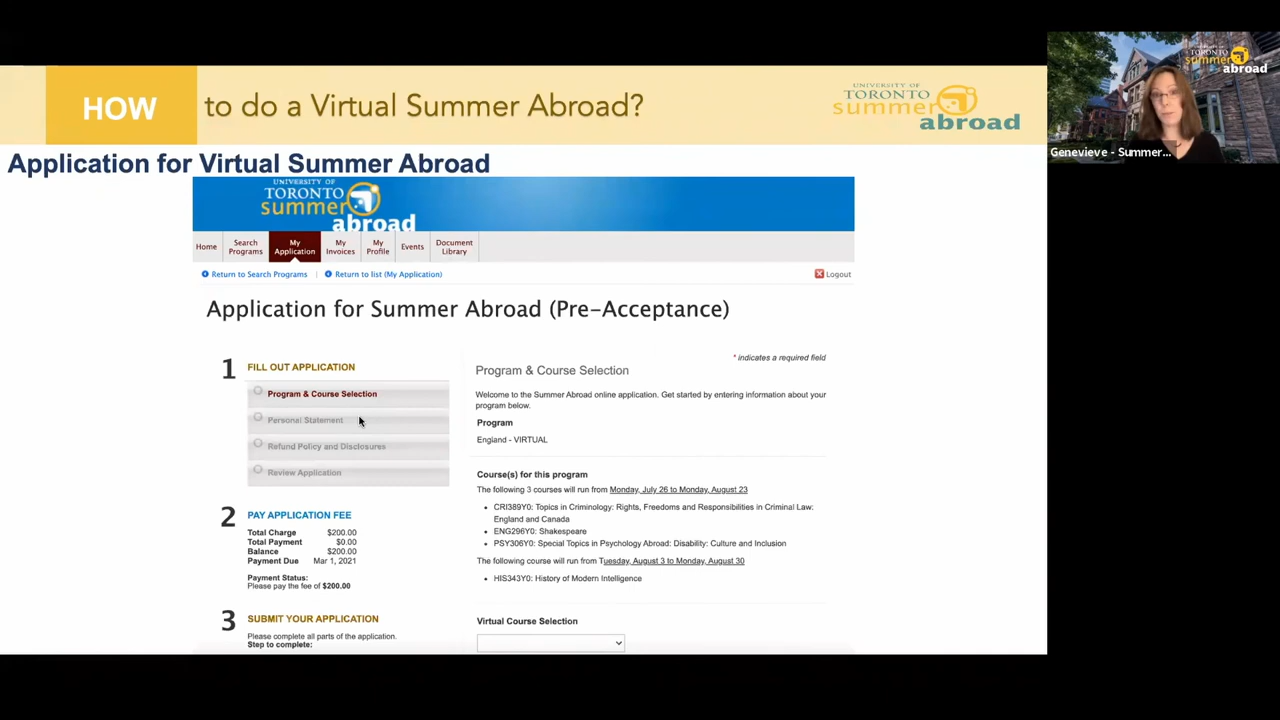 HOW to do a Virtual Summer Abroad?
UNIVERSITY OF
TORONTO
summer
abroad
UNIVERSITY OF
TORONTO
summer
abroad
Genevieve - Summer...
Application for Virtual Summer Abroad
UNIVERSITY OF
TORONTO
summer
abroad
Home
Search Programs
My Application
My Invoices
My Profile
Events
Document Library
Return to Search Programs | Return to list (My Application)
Logout
Application for Summer Abroad (Pre-Acceptance)
1 FILL OUT APPLICATION
Program & Course Selection
Personal Statement
Refund Policy and Disclosures
Review Application
2 PAY APPLICATION FEE
Total Charge $200.00
Total Payment $0.00
Balance $200.00
Payment Due Mar 1, 2021
Payment Status:
Please pay the fee of $200.00
3 SUBMIT YOUR APPLICATION
Please complete all parts of the application.
Step to complete:
* indicates a required field
Program & Course Selection
Welcome to the Summer Abroad online application. Get started by entering information about your
program below.
Program
England - VIRTUAL
Course(s) for this program
The following 3 courses will run from Monday, July 26 to Monday, August 23
• CRI389Y0: Topics in Criminology: Rights, Freedoms and Responsibilities in Criminal Law:
England and Canada
• ENG296Y0: Shakespeare
• PSY306Y0: Special Topics in Psychology Abroad: Disability: Culture and Inclusion
The following course will run from Tuesday, August 3 to Monday, August 30
• HIS343Y0: History of Modern Intelligence
Virtual Course Selection